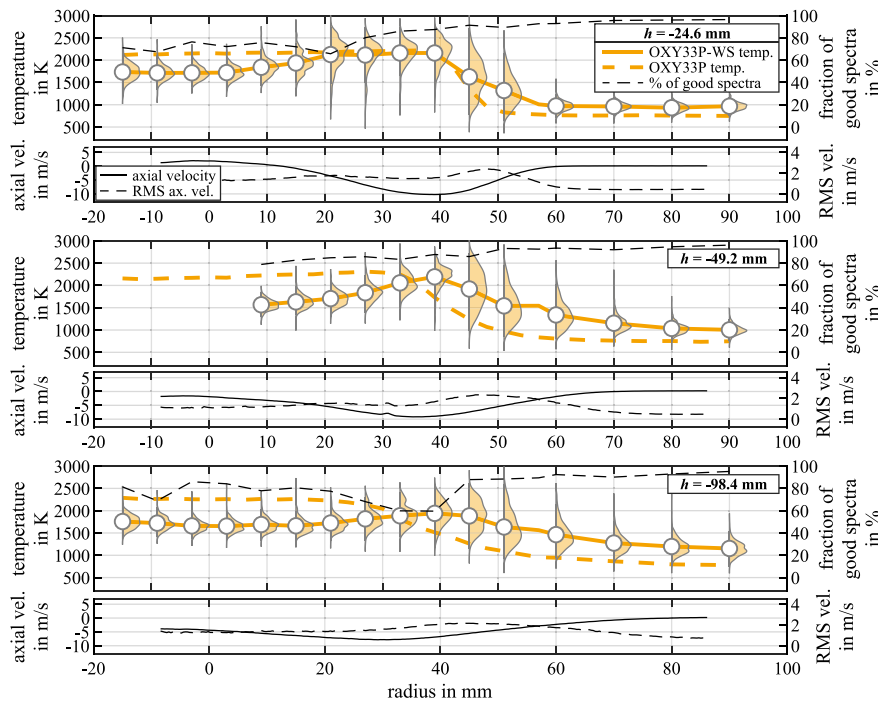 3000
2500
2000
1500
1000
500
temperature
in K
100
80
60
40
20
0
fraction of
good spectra
in %
h = -24.6 mm
OXY33P-WS temp.
OXY33P temp.
% of good spectra
5
0
-5
-10
axial vel.
in m/s
axial velocity
RMS ax. vel.
4
2
0
RMS vel.
in m/s
-20
-10
0
10
20
30
40
50
60
70
80
90
100
3000
2500
2000
1500
1000
500
temperature
in K
100
80
60
40
20
0
fraction of
good spectra
in %
h = -49.2 mm
5
0
-5
-10
axial vel.
in m/s
4
2
0
RMS vel.
in m/s
-20
-10
0
10
20
30
40
50
60
70
80
90
100
3000
2500
2000
1500
1000
500
temperature
in K
100
80
60
40
20
0
fraction of
good spectra
in %
h = -98.4 mm
5
0
-5
-10
axial vel.
in m/s
4
2
0
RMS vel.
in m/s
-20
-10
0
10
20
30
40
50
60
70
80
90
100
radius in mm